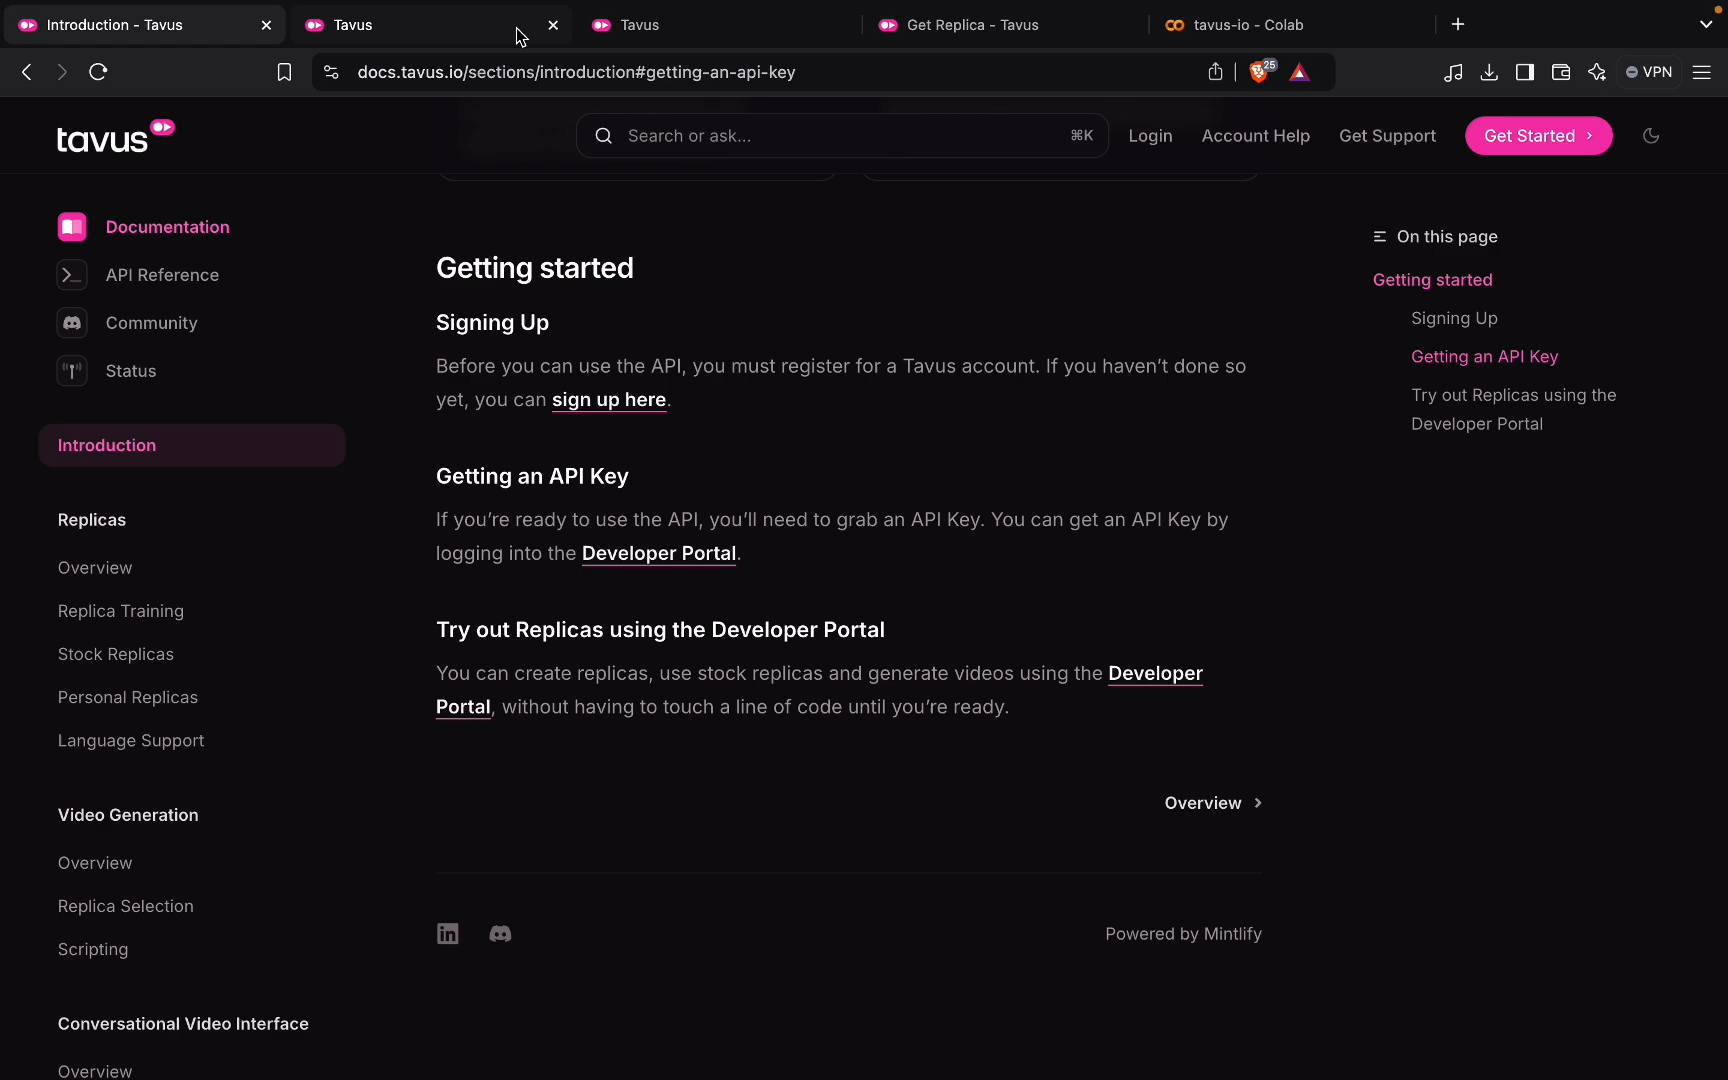 Introduction - Tavus
Tavus
Tavus
Get Replica - Tavus
tavus-io - Colab
docs.tavus.io/sections/introduction#getting-an-api-key
25
VPN
tavus
Search or ask...
⌘K
Login
Account Help
Get Support
Get Started
Documentation
API Reference
Community
Status
Introduction
Replicas
Overview
Replica Training
Stock Replicas
Personal Replicas
Language Support
Video Generation
Overview
Replica Selection
Scripting
Conversational Video Interface
Overview
Getting started
Signing Up
Before you can use the API, you must register for a Tavus account. If you haven't done so
yet, you can sign up here.
Getting an API Key
If you're ready to use the API, you'll need to grab an API Key. You can get an API Key by
logging into the Developer Portal.
Try out Replicas using the Developer Portal
You can create replicas, use stock replicas and generate videos using the Developer
Portal, without having to touch a line of code until you're ready.
Overview
Powered by Mintlify
On this page
Getting started
Signing Up
Getting an API Key
Try out Replicas using the
Developer Portal